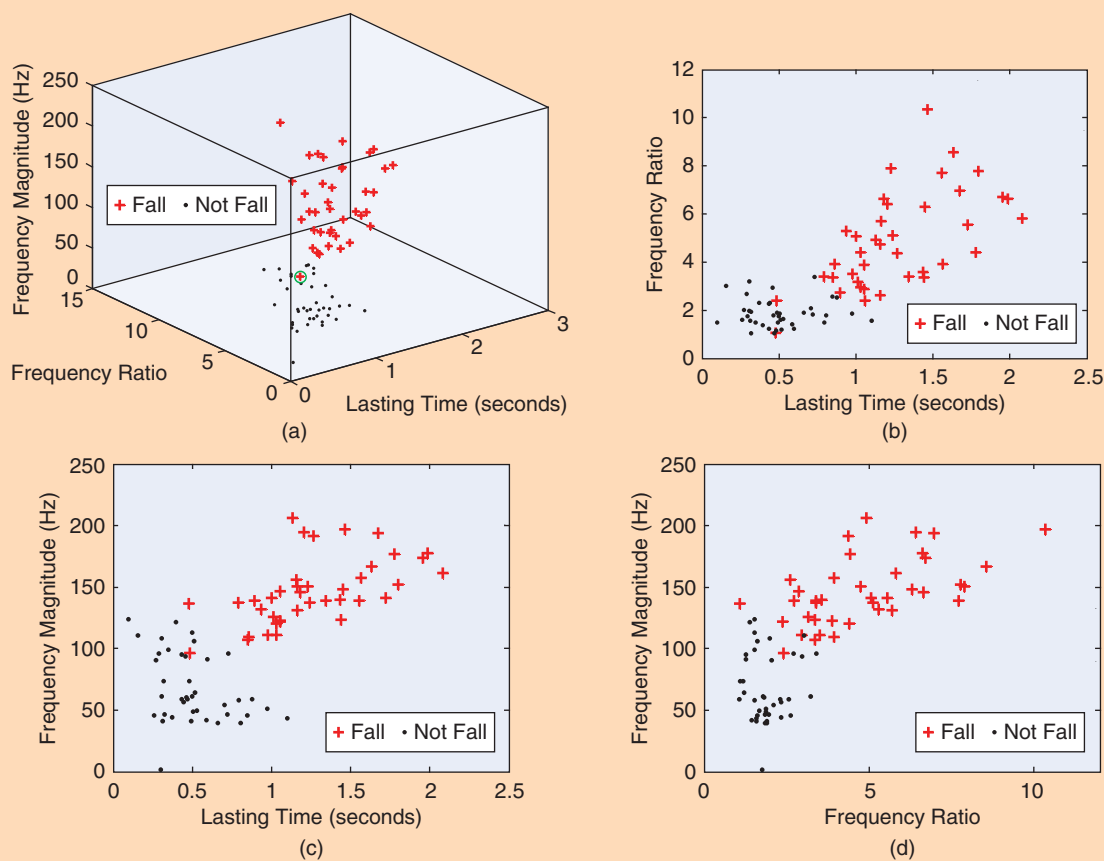 250
200
150
100
50
0
Frequency Magnitude (Hz)
+ Fall • Not Fall
15
10
5
0
Frequency Ratio
0
1
2
3
Lasting Time (seconds)
(a)
12
10
8
6
4
2
0
Frequency Ratio
+ Fall • Not Fall
0
0.5
1
1.5
2
2.5
Lasting Time (seconds)
(b)
250
200
150
100
50
0
Frequency Magnitude (Hz)
+ Fall • Not Fall
0
0.5
1
1.5
2
2.5
Lasting Time (seconds)
(c)
250
200
150
100
50
0
Frequency Magnitude (Hz)
+ Fall • Not Fall
0
5
10
Frequency Ratio
(d)